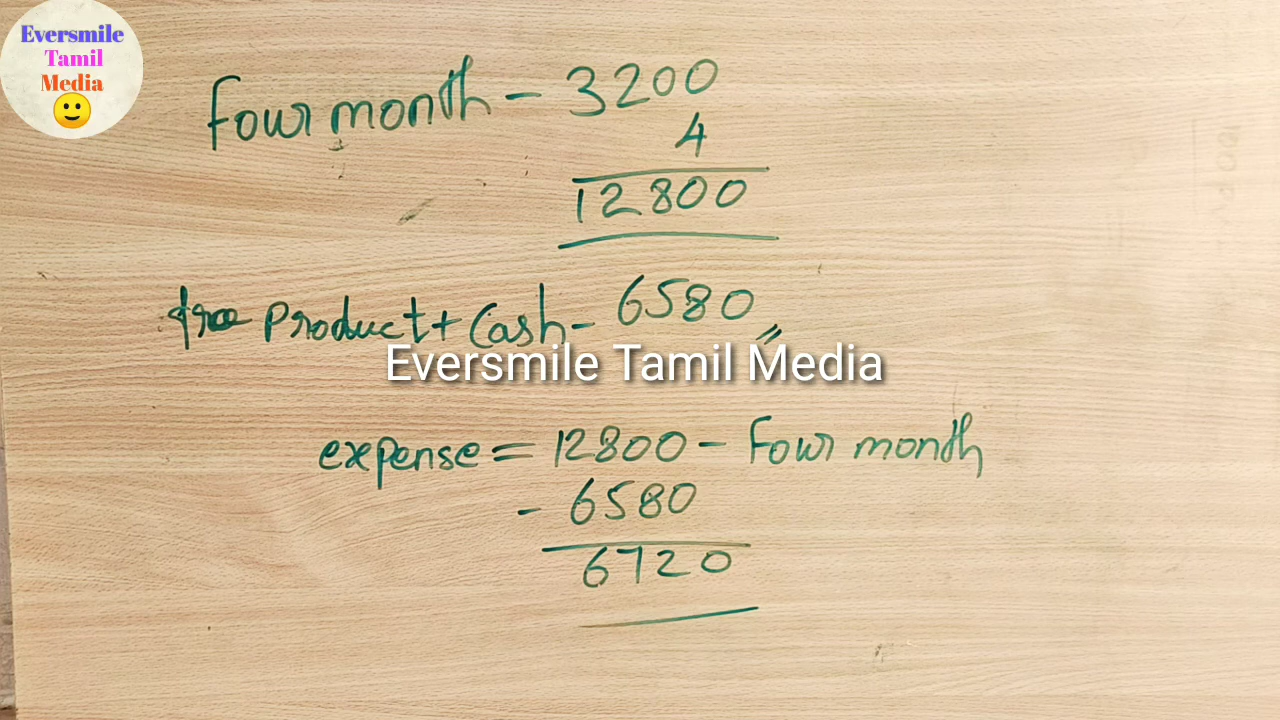 Eversmile
Tamil
Media
Four month - 3200
4
12800
free Product + Cash - 6580
Eversmile Tamil Media
expense = 12800 - Four month
- 6580
6720